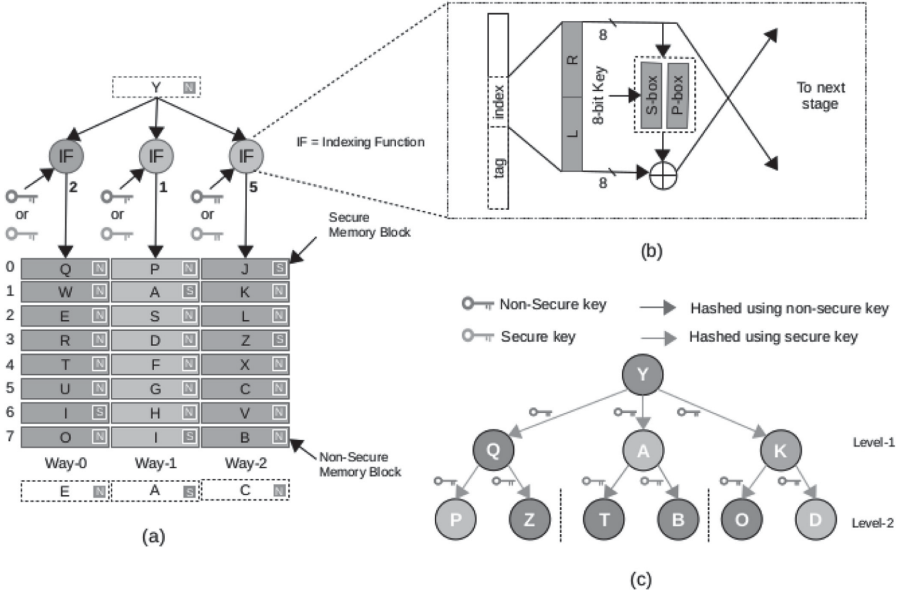 Y N
IF IF IF
IF = Indexing Function
2 1 5
or or or
Secure
Memory Block
0 Q N P N J S
1 W N A S K N
2 E N S N L N
3 R N D N Z S
4 T N F N X N
5 U N G N C N
6 I S H N V N
7 O N I S B N
Way-0 Way-1 Way-2
Non-Secure
Memory Block
E N A S C N
(a)
tag index
L R
8
8-bit Key
S-box P-box
8
To next
stage
(b)
Non-Secure key
Hashed using non-secure key
Secure key
Hashed using secure key
Y
Q A K
Level-1
P Z T B O D
Level-2
(c)